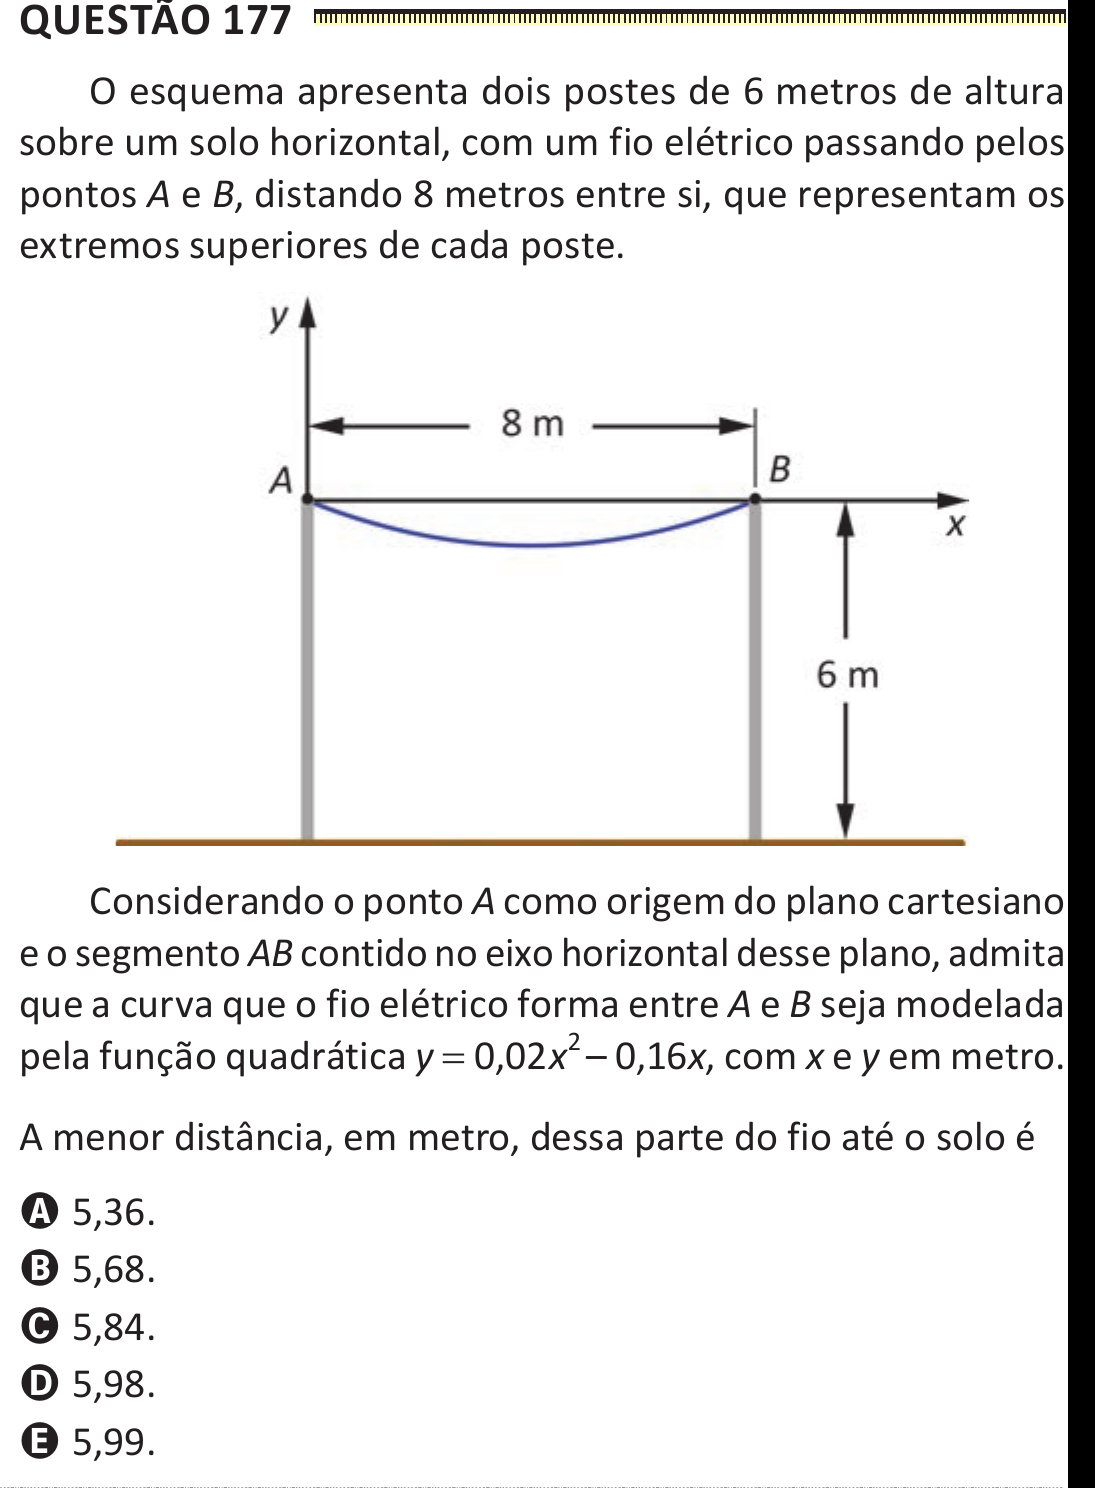 QUESTÃO 177
O esquema apresenta dois postes de 6 metros de altura
sobre um solo horizontal, com um fio elétrico passando pelos
pontos A e B, distando 8 metros entre si, que representam os
extremos superiores de cada poste.
y
8 m
A
B
x
6 m
Considerando o ponto A como origem do plano cartesiano
e o segmento AB contido no eixo horizontal desse plano, admita
que a curva que o fio elétrico forma entre A e B seja modelada
pela função quadrática y = 0,02x² – 0,16x, com x e y em metro.
A menor distância, em metro, dessa parte do fio até o solo é
A 5,36.
B 5,68.
C 5,84.
D 5,98.
E 5,99.